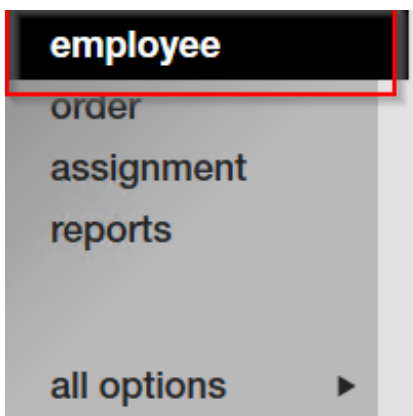 employee
order
assignment
reports
all options